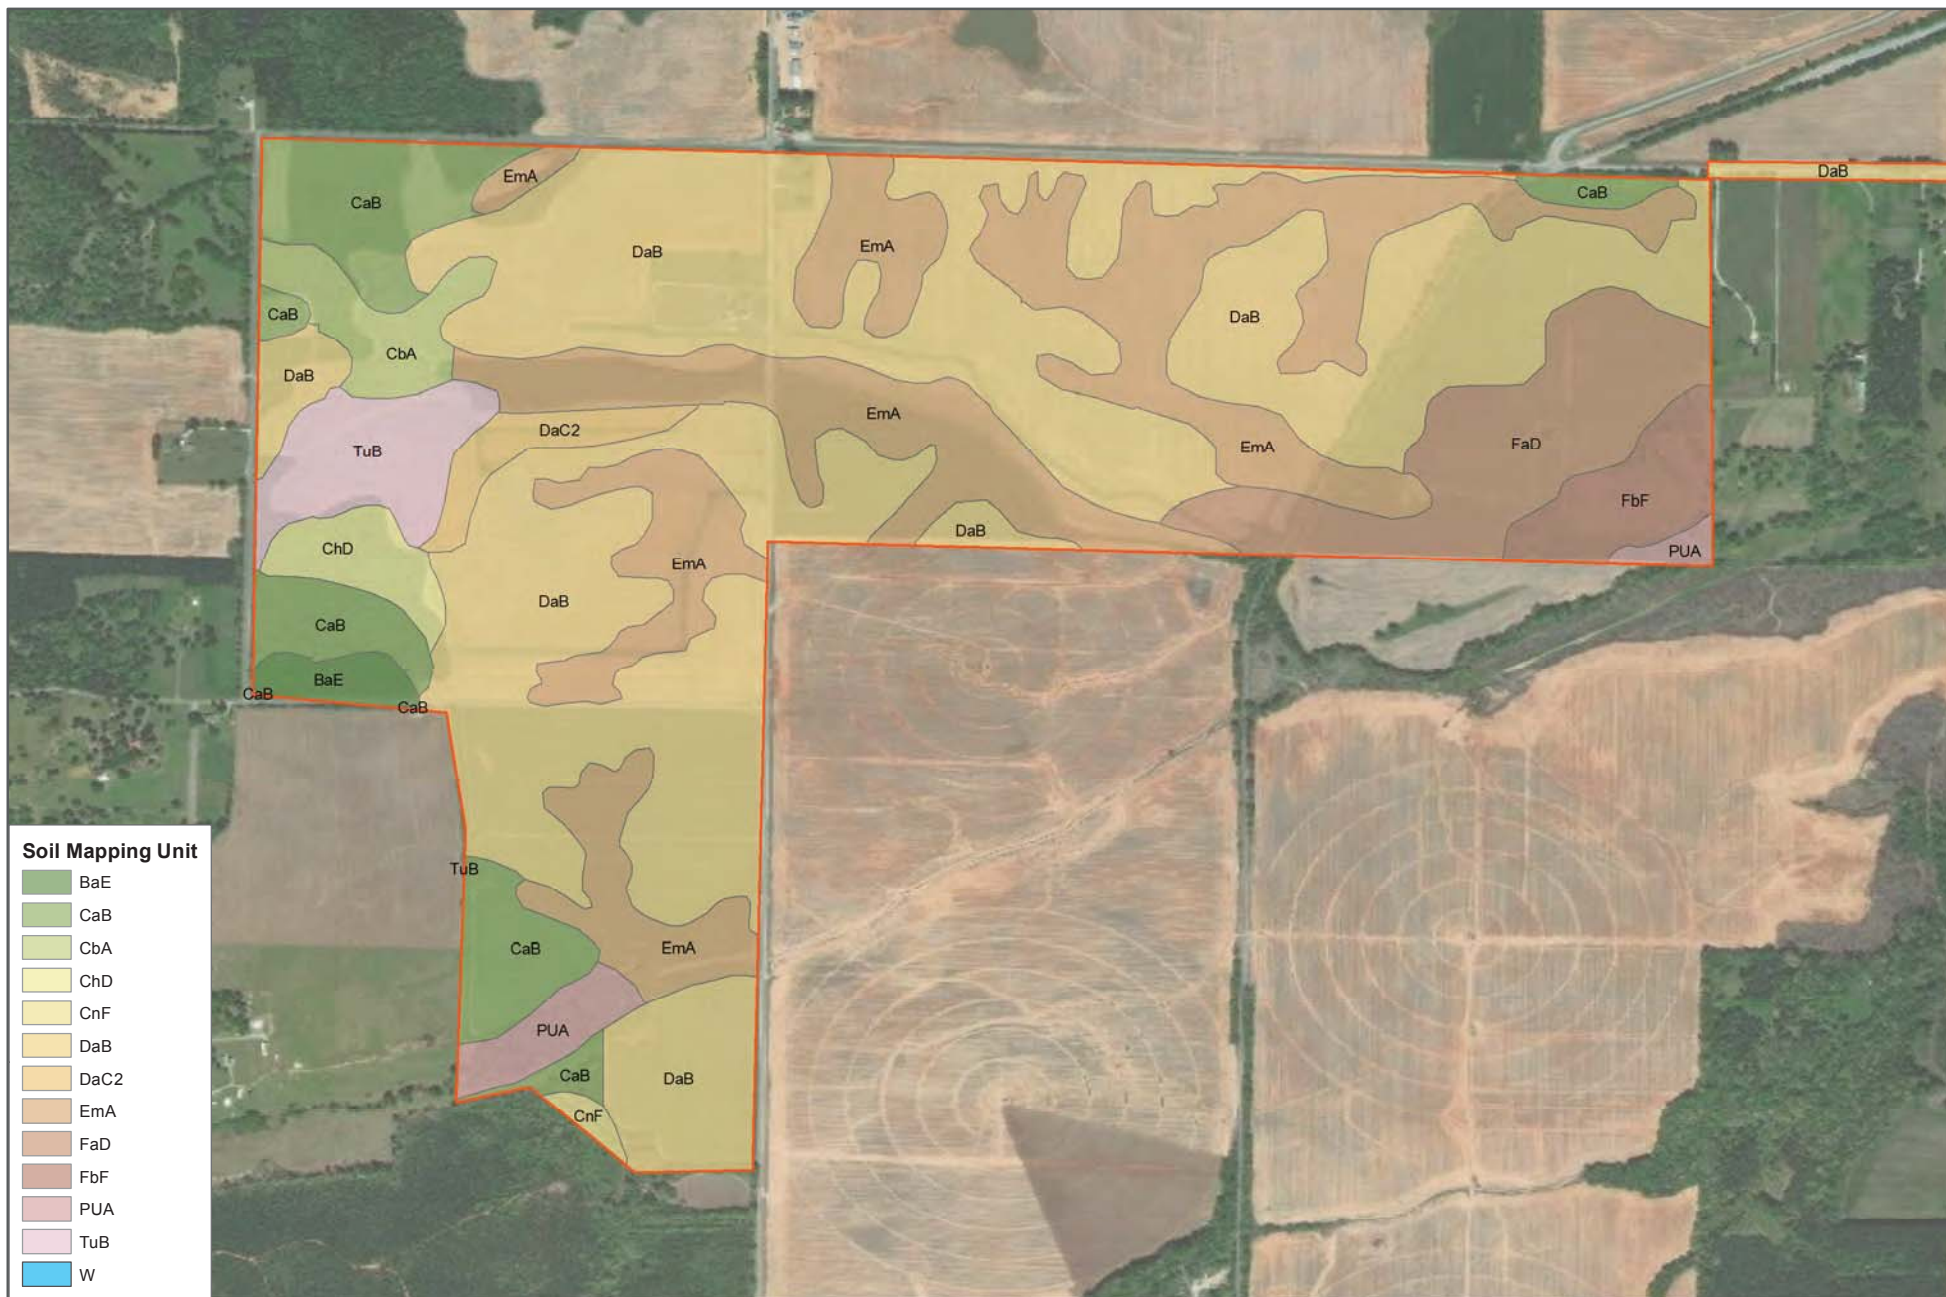 DaB
CaB
EmA
CaB
DaB
EmA
CaB
DaB
CbA
DaB
EmA
DaC2
EmA
FaD
TuB
FbF
DaB
ChD
PUA
EmA
DaB
CaB
BaE
CaB
CaB
TuB
CaB
EmA
PUA
CaB
DaB
CnF
Soil Mapping Unit
BaE
CaB
CbA
ChD
CnF
DaB
DaC2
EmA
FaD
FbF
PUA
TuB
W